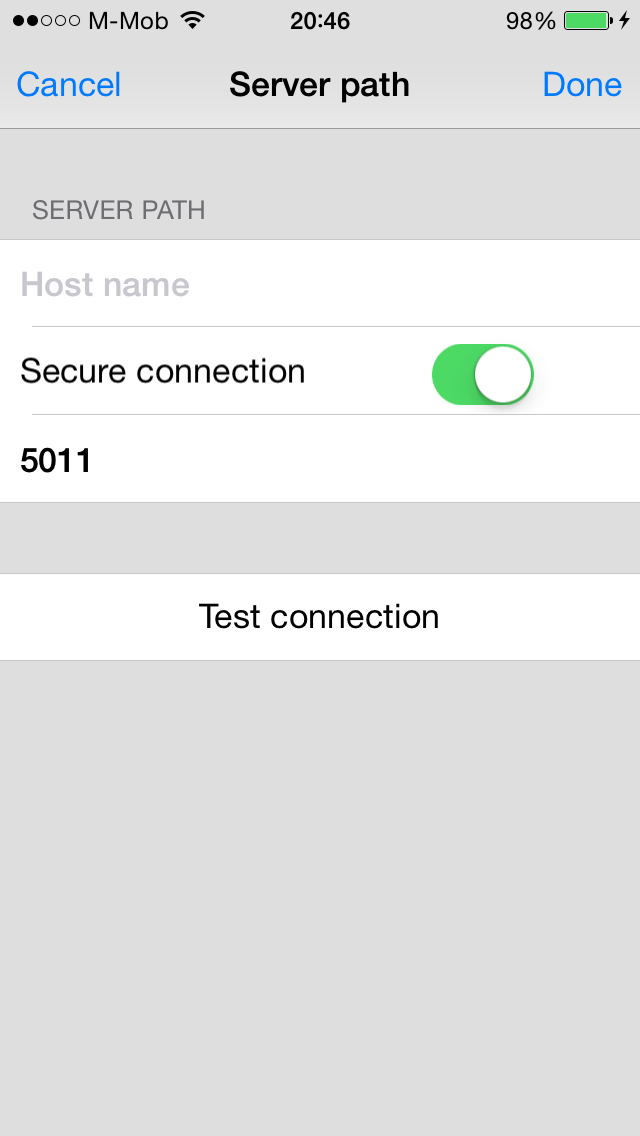 M-Mob 20:46 98%
Cancel Server path Done
SERVER PATH
Host name
Secure connection
5011
Test connection